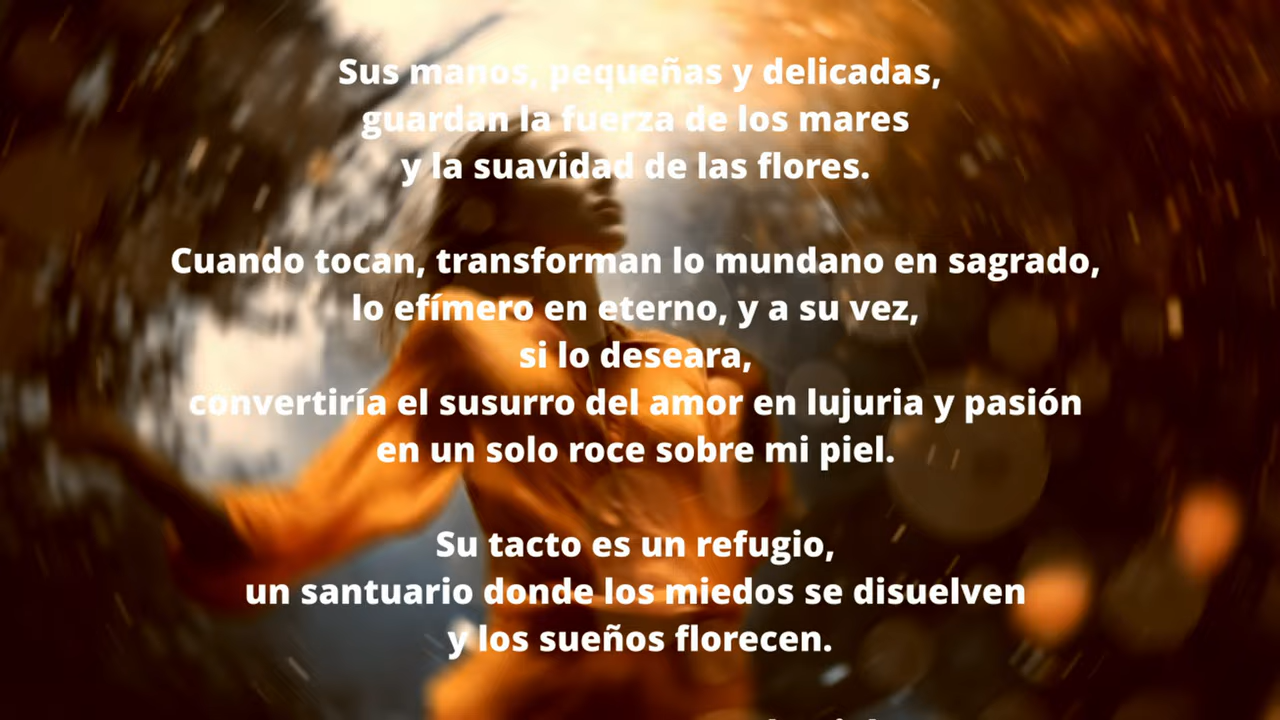 Sus manos, pequeñas y delicadas,
guardan la fuerza de los mares
y la suavidad de las flores.
Cuando tocan, transforman lo mundano en sagrado,
lo efímero en eterno, y a su vez,
si lo deseara,
convertiría el susurro del amor en lujuria y pasión
en un solo roce sobre mi piel.
Su tacto es un refugio,
un santuario donde los miedos se disuelven
y los sueños florecen.